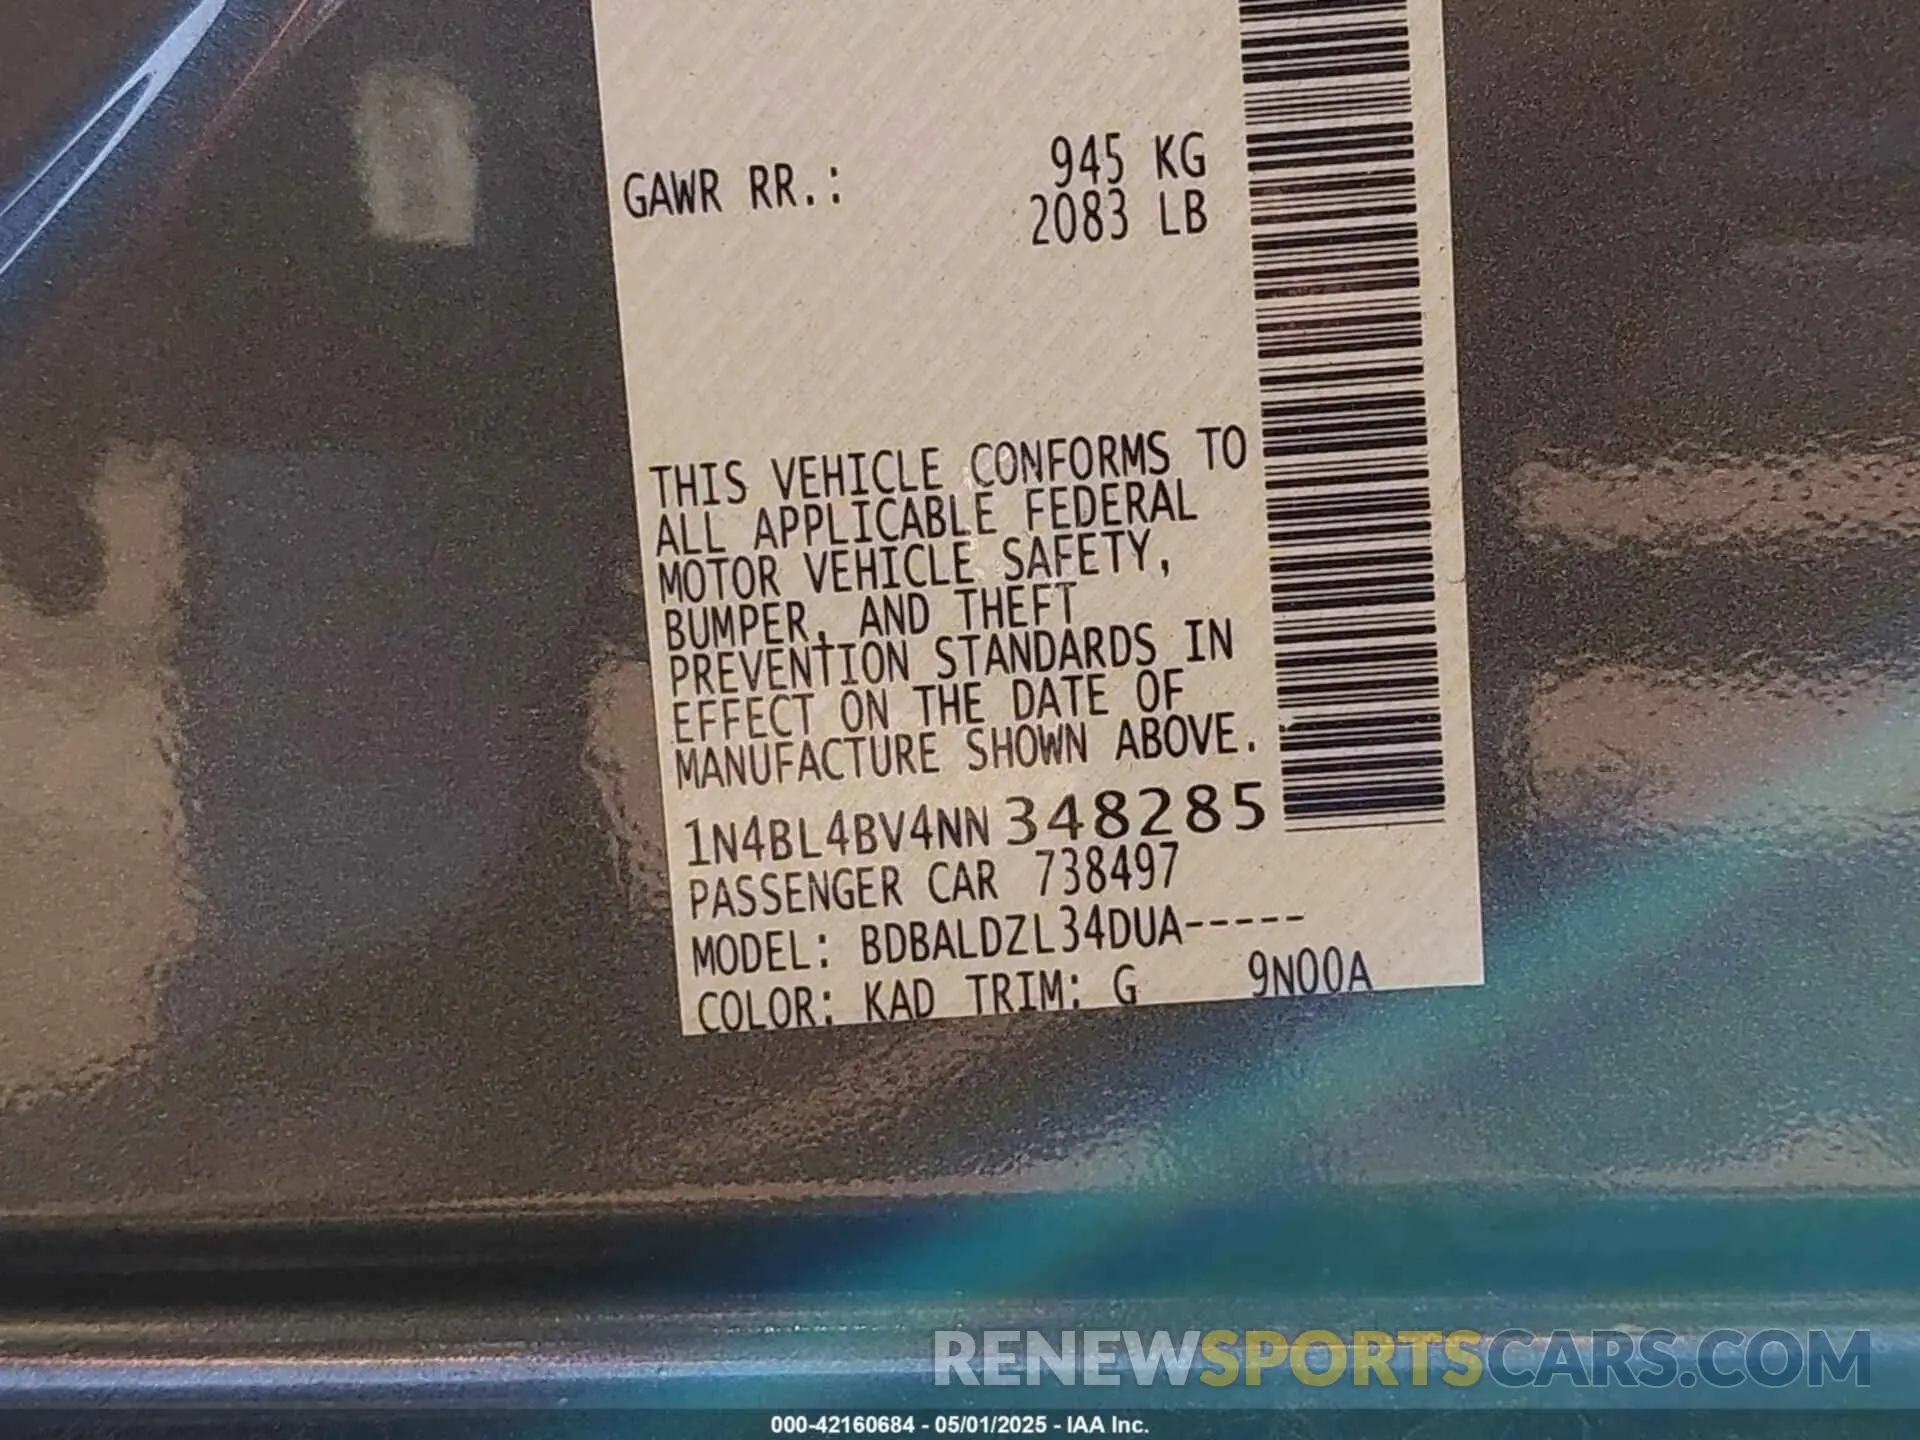 GAWR RR.: 945 KG
2083 LB
THIS VEHICLE CONFORMS TO
ALL APPLICABLE FEDERAL
MOTOR VEHICLE SAFETY,
BUMPER, AND THEFT
PREVENTION STANDARDS IN
EFFECT ON THE DATE OF
MANUFACTURE SHOWN ABOVE.
1N4BL4BV4NN348285
PASSENGER CAR 738497
MODEL: BDBALDZL34DUA-----
COLOR: KAD TRIM: G 9N00A
RENEWSPORTSCARS.COM
000-42160684 - 05/01/2025 - IAA Inc.